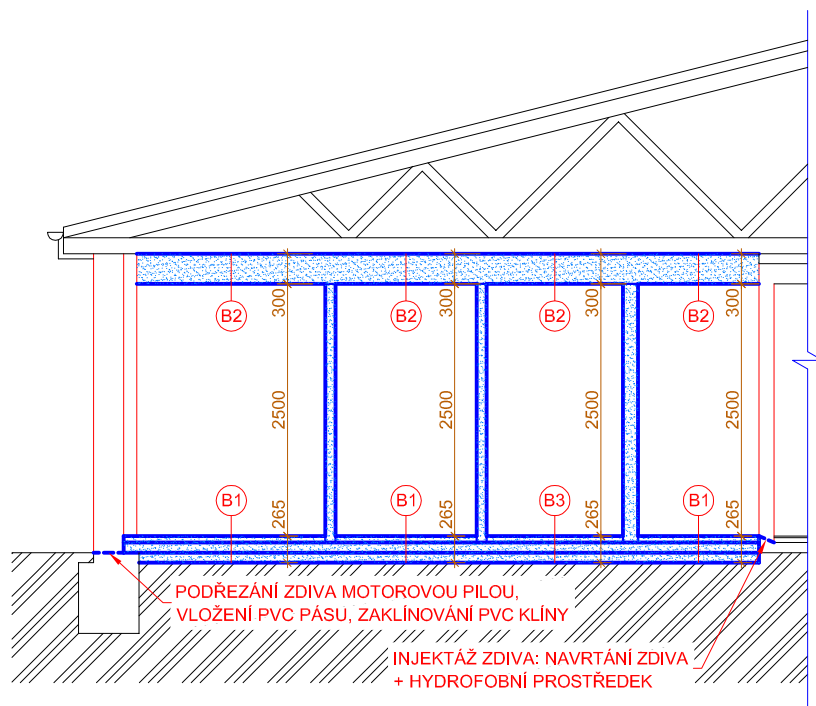 B2
B2
B2
B2
300
300
300
300
2500
2500
2500
2500
B1
B1
B3
B1
265
265
265
265
PODŘEZÁNÍ ZDIVA MOTOROVOU PILOU,
VLOŽENÍ PVC PÁSU, ZAKLÍNOVÁNÍ PVC KLÍNY
INJEKTÁŽ ZDIVA: NAVRTÁNÍ ZDIVA
+ HYDROFOBNÍ PROSTŘEDEK